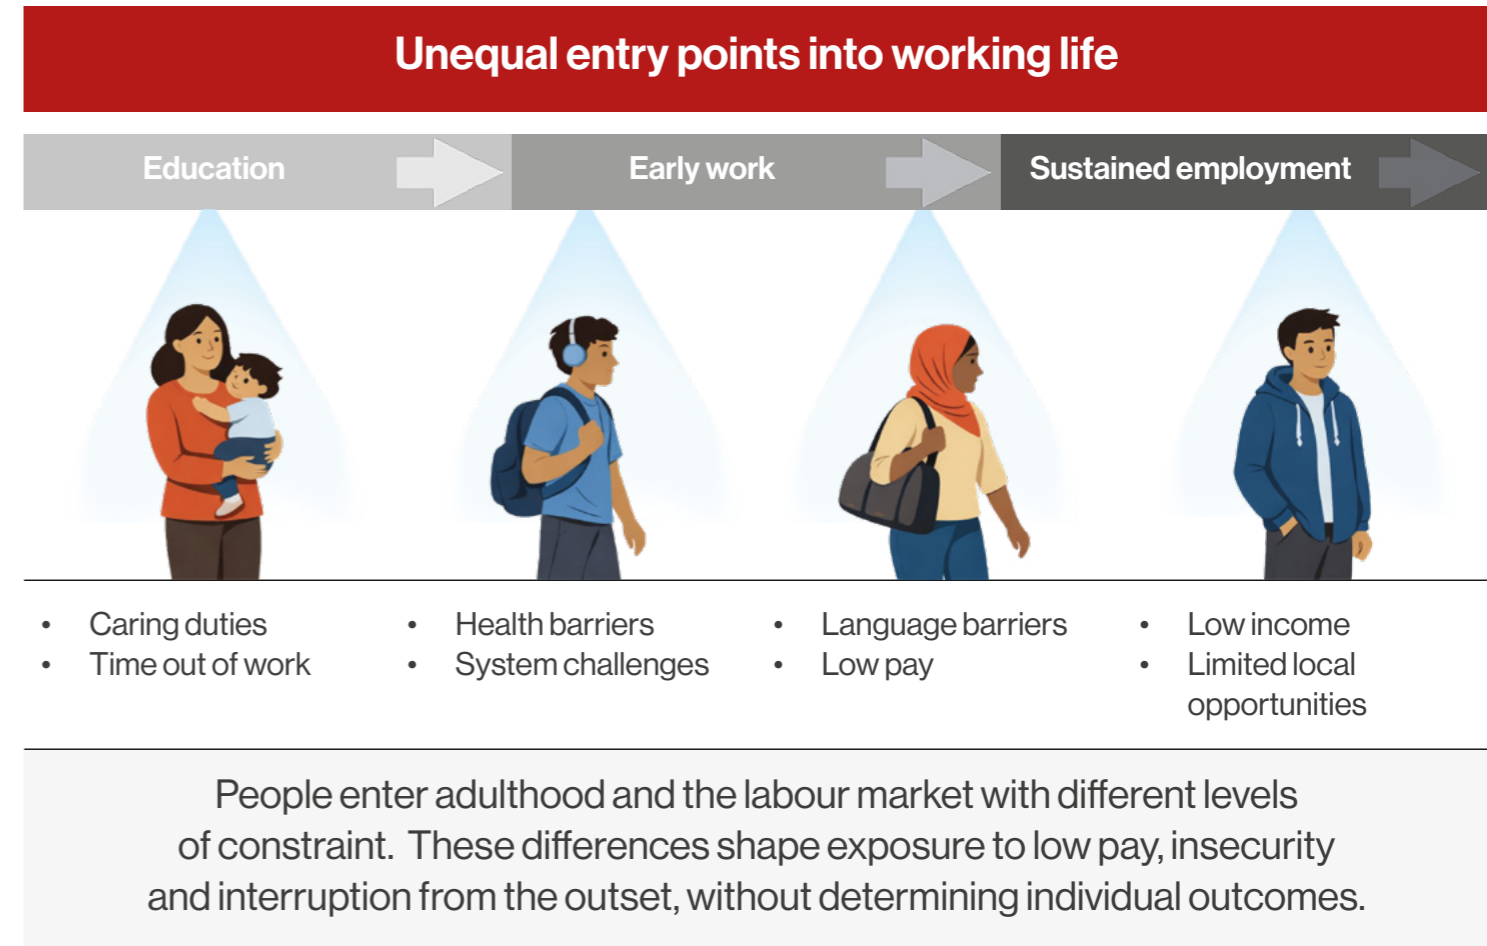 Unequal entry points into working life
Education
Early work
Sustained employment
• Caring duties
• Time out of work
• Health barriers
• System challenges
• Language barriers
• Low pay
• Low income
• Limited local
opportunities
People enter adulthood and the labour market with different levels
of constraint.  These differences shape exposure to low pay, insecurity
and interruption from the outset, without determining individual outcomes.